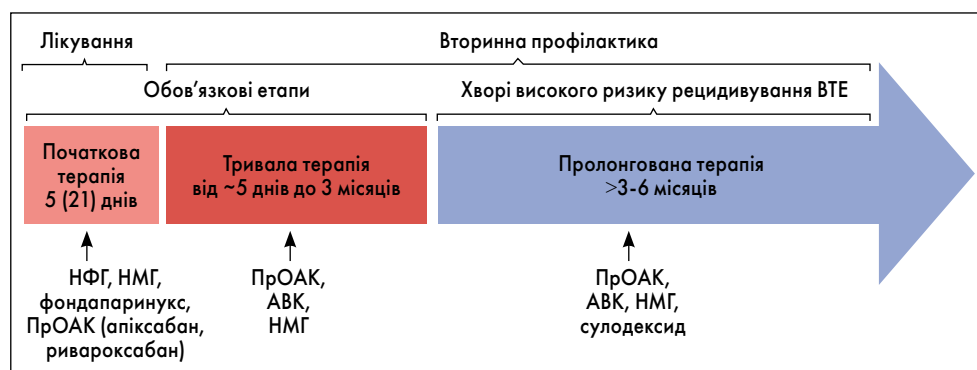 Лікування
Вторинна профілактика
Обов’язкові етапи
Хворі високого ризику рецидивування ВТЕ
Початкова
терапія
5 (21) днів
Тривала терапія
від ~5 днів до 3 місяців
Пролонгована терапія
>3-6 місяців
НФГ, НМГ,
фондапаринукс,
ПрОАК (апіксабан,
ривароксабан)
ПрОАК,
АВК,
НМГ
ПрОАК,
АВК, НМГ,
сулодексид